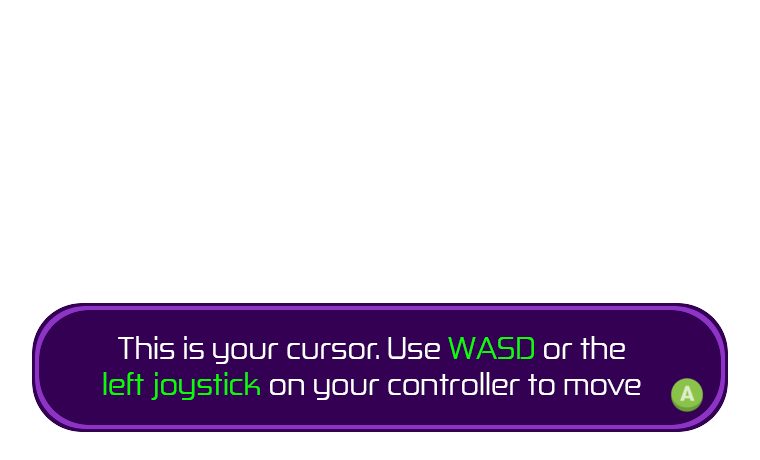 This is your cursor. Use WASD or the
left joystick on your controller to move
A